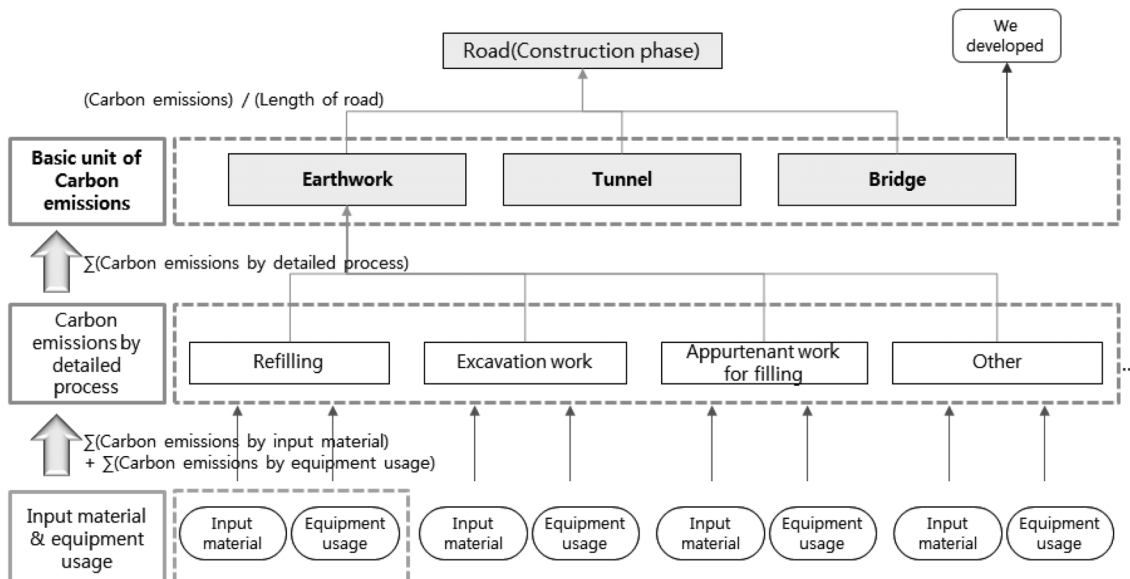 We
developed
Road(Construction phase)
(Carbon emissions) / (Length of road)
Basic unit of
Carbon
emissions
Earthwork
Tunnel
Bridge
∑(Carbon emissions by detailed process)
Carbon
emissions by
detailed
process
Refilling
Excavation work
Appurtenant work
for filling
Other
..
∑(Carbon emissions by input material)
+ ∑(Carbon emissions by equipment usage)
Input material
& equipment
usage
Input
material
Equipment
usage
Input
material
Equipment
usage
Input
material
Equipment
usage
Input
material
Equipment
usage